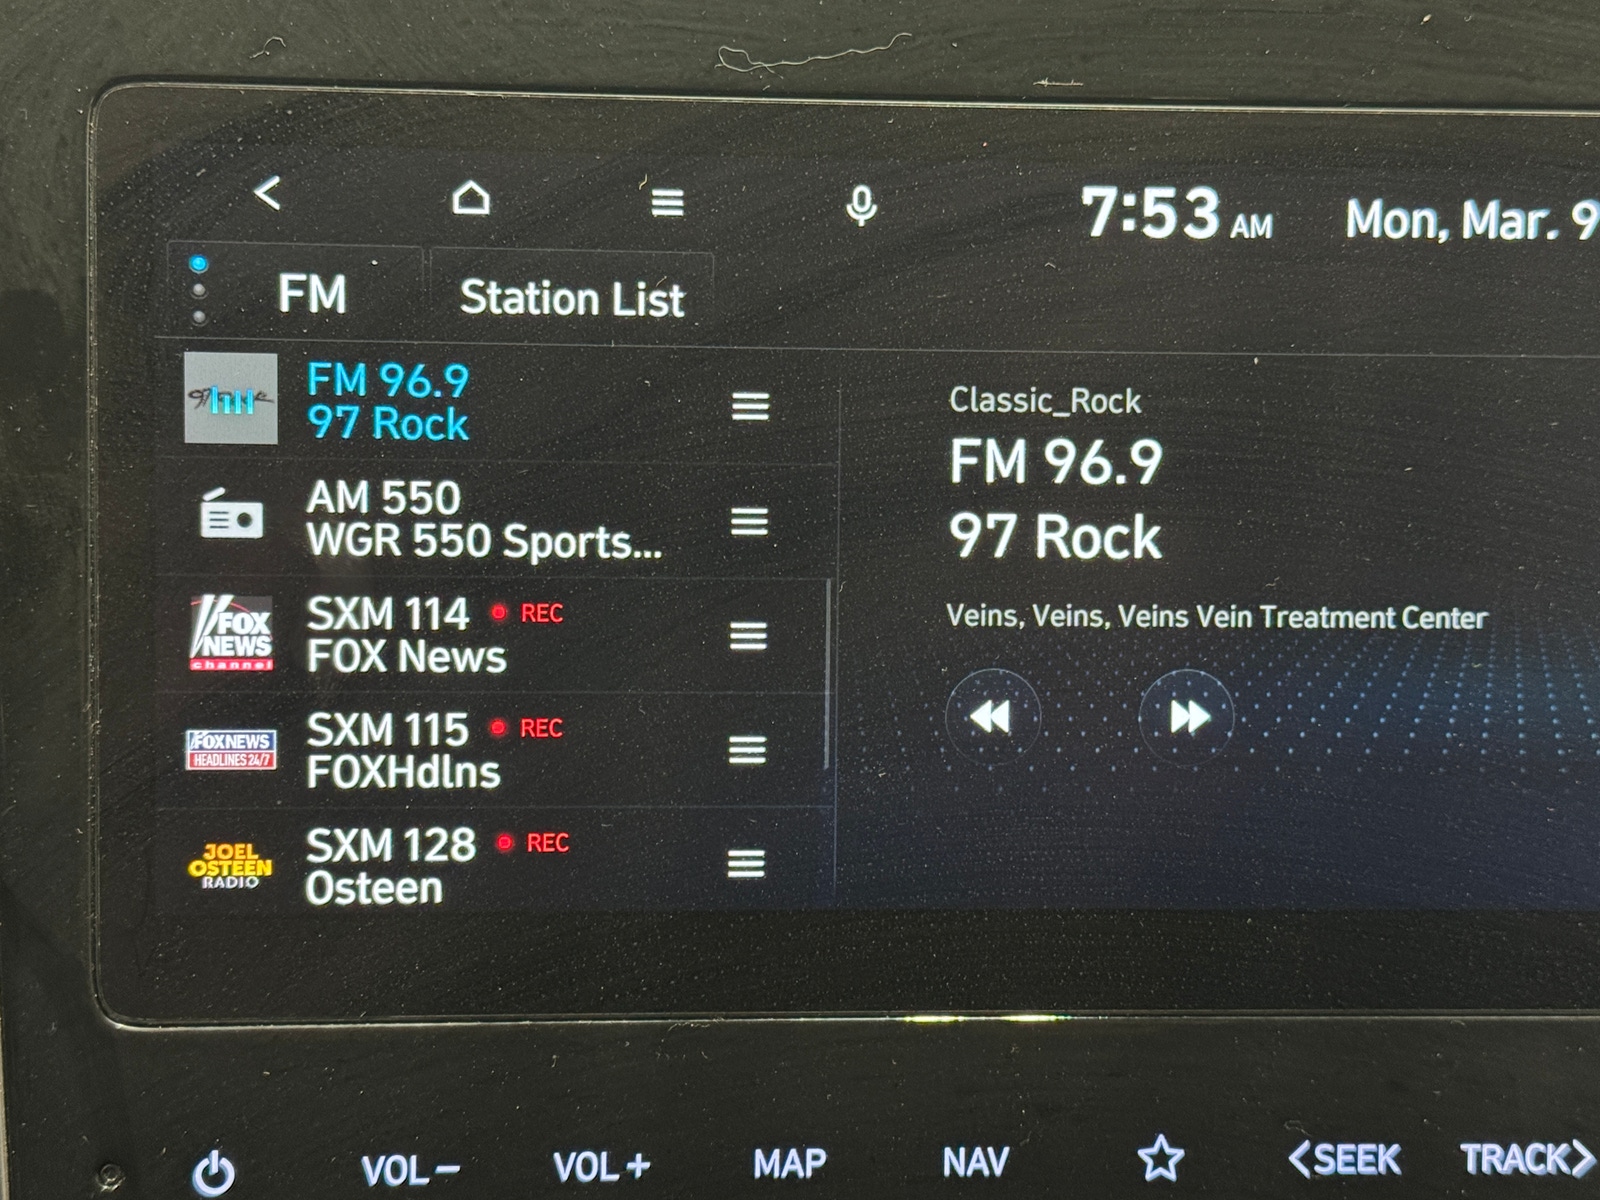 7:53 AM
Mon, Mar. 9
FM
Station List
FM 96.9
97 Rock
AM 550
WGR 550 Sports...
FOX
NEWS
channel
SXM 114 REC
FOX News
FOX NEWS
HEADLINES 24/7
SXM 115 REC
FOXHdlns
JOEL
OSTEEN
RADIO
SXM 128 REC
Osteen
Classic_Rock
FM 96.9
97 Rock
Veins, Veins, Veins Vein Treatment Center
VOL−
VOL+
MAP
NAV
<SEEK
TRACK>